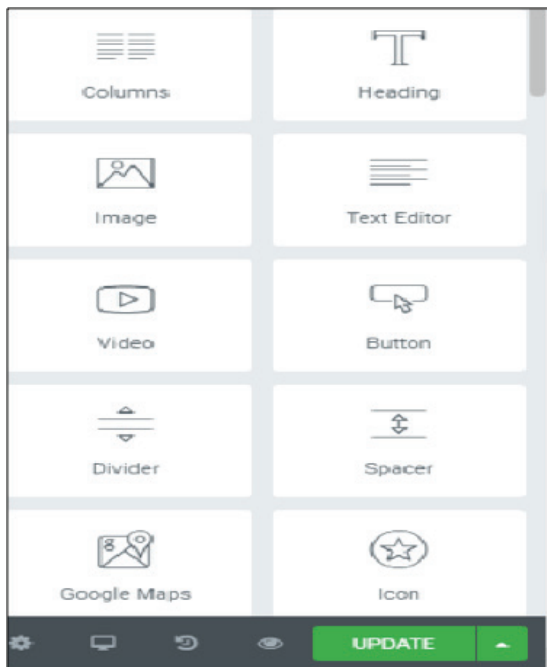 Columns
Heading
Image
Text Editor
Video
Button
Divider
Spacer
Google Maps
Icon
UPDATE